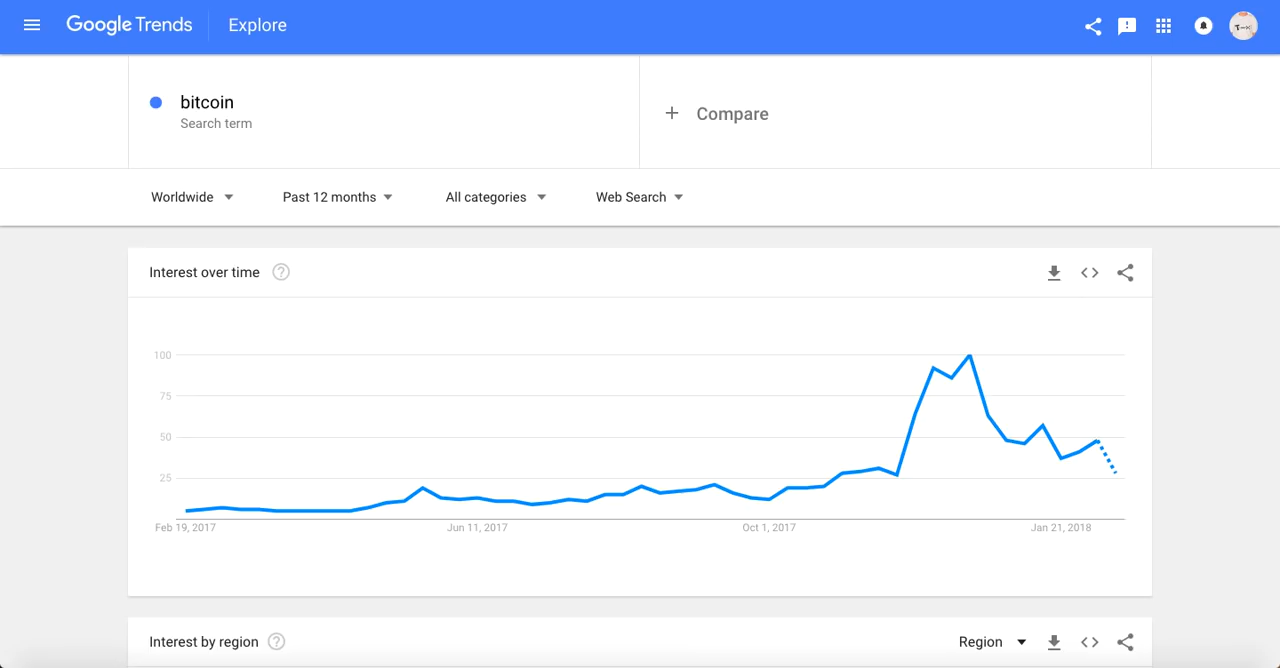 Google Trends Explore
bitcoin
Search term
+ Compare
Worldwide Past 12 months All categories Web Search
Interest over time ?
100
75
50
25
Feb 19, 2017 Jun 11, 2017 Oct 1, 2017 Jan 21, 2018
Interest by region ? Region